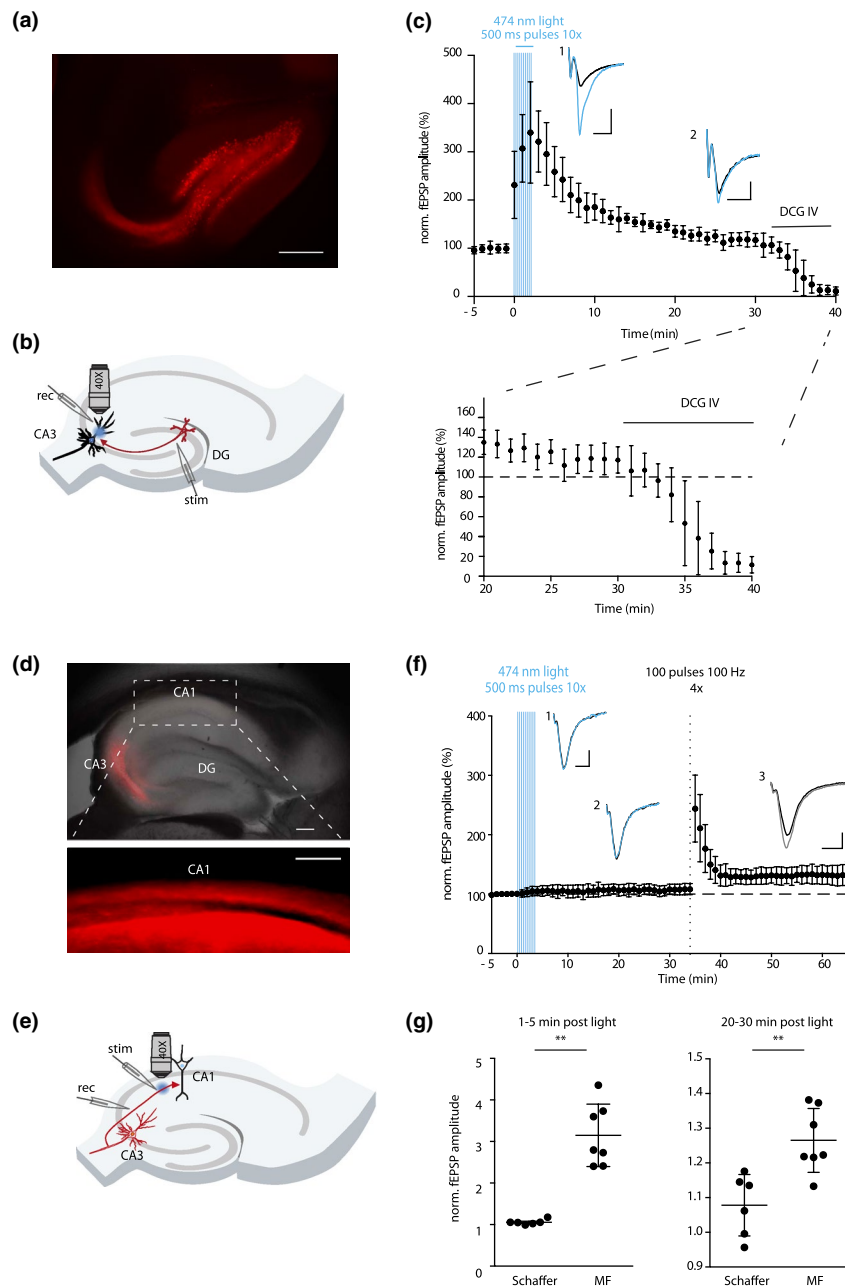 (a)
(b)
40X
rec
CA3
DG
stim
(c)
474 nm light
500 ms pulses 10x
500
400
300
200
100
0
norm. fEPSP amplitude (%)
1
2
DCG IV
- 5
0
10
20
30
40
Time (min)
DCG IV
160
140
120
100
80
60
40
20
0
norm. fEPSP amplitude (%)
20
25
30
35
40
Time (min)
(d)
CA1
CA3
DG
CA1
(e)
stim
40X
rec
CA1
CA3
(f)
474 nm light
500 ms pulses 10x
100 pulses 100 Hz
4x
400
300
200
100
0
norm. fEPSP amplitude (%)
1
2
3
-5
0
10
20
30
40
50
60
Time (min)
(g)
1-5 min post light
**
5
4
3
2
1
0
norm. fEPSP amplitude
Schaffer
MF
20-30 min post light
**
1.5
1.4
1.3
1.2
1.1
1.0
0.9
Schaffer
MF